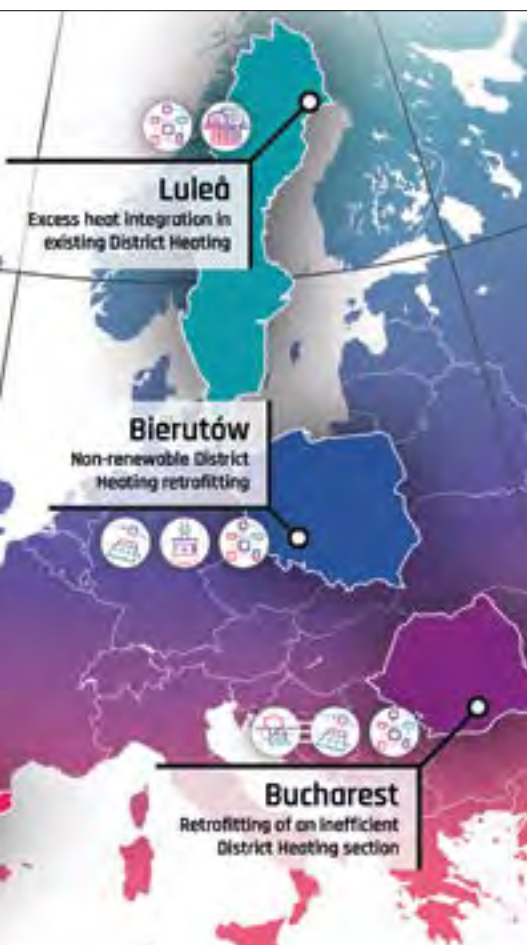 Luleå
Excess heat integration in
existing District Heating
Bierutów
Non-renewable District
Heating retrofitting
Bucharest
Retrofitting of an inefficient
District Heating section